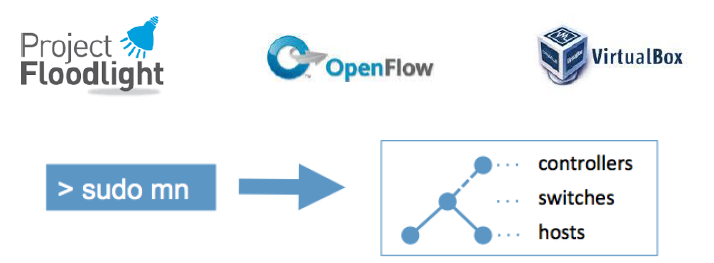 Project
Floodlight
OpenFlow
VirtualBox
> sudo mn
controllers
switches
hosts